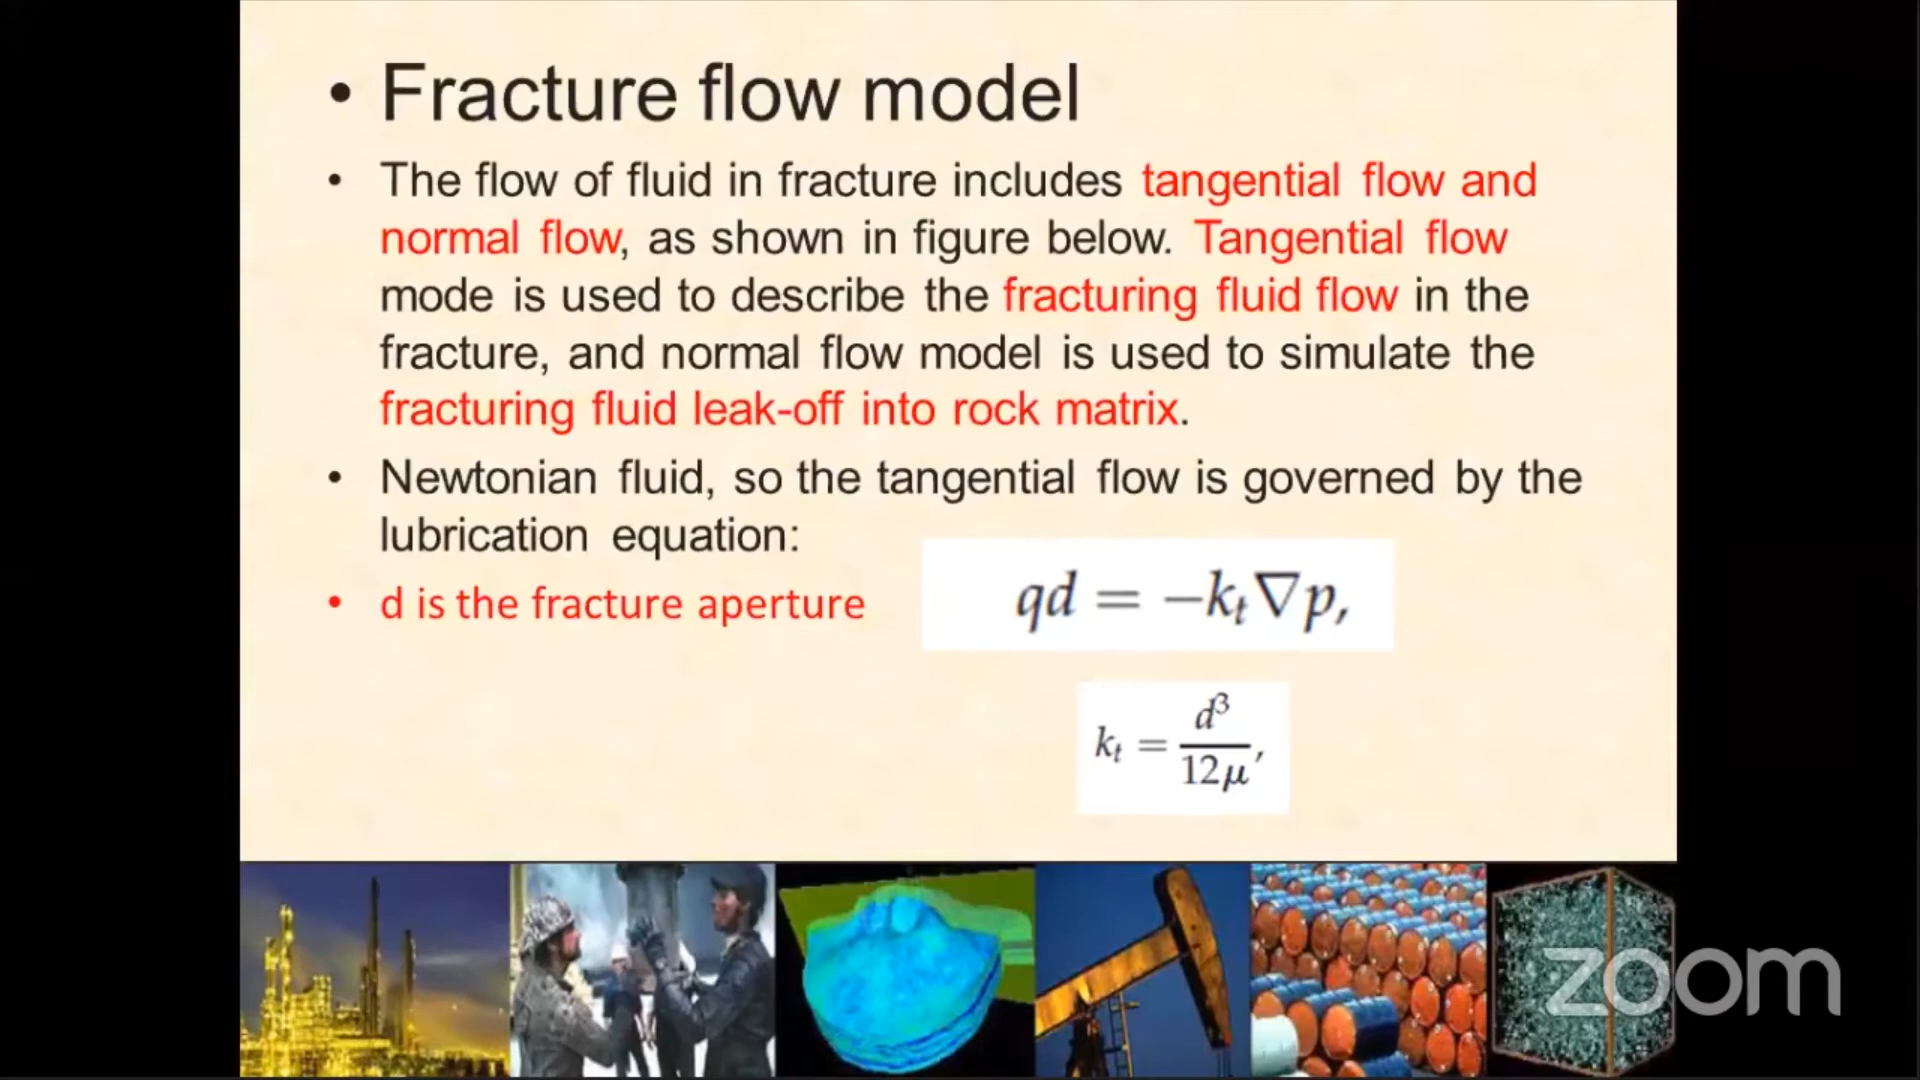 • Fracture flow model
• The flow of fluid in fracture includes tangential flow and
normal flow, as shown in figure below. Tangential flow
mode is used to describe the fracturing fluid flow in the
fracture, and normal flow model is used to simulate the
fracturing fluid leak-off into rock matrix.
• Newtonian fluid, so the tangential flow is governed by the
lubrication equation:
• d is the fracture aperture
qd = −kₜ∇p,
kₜ = d³/12μ,
zoom